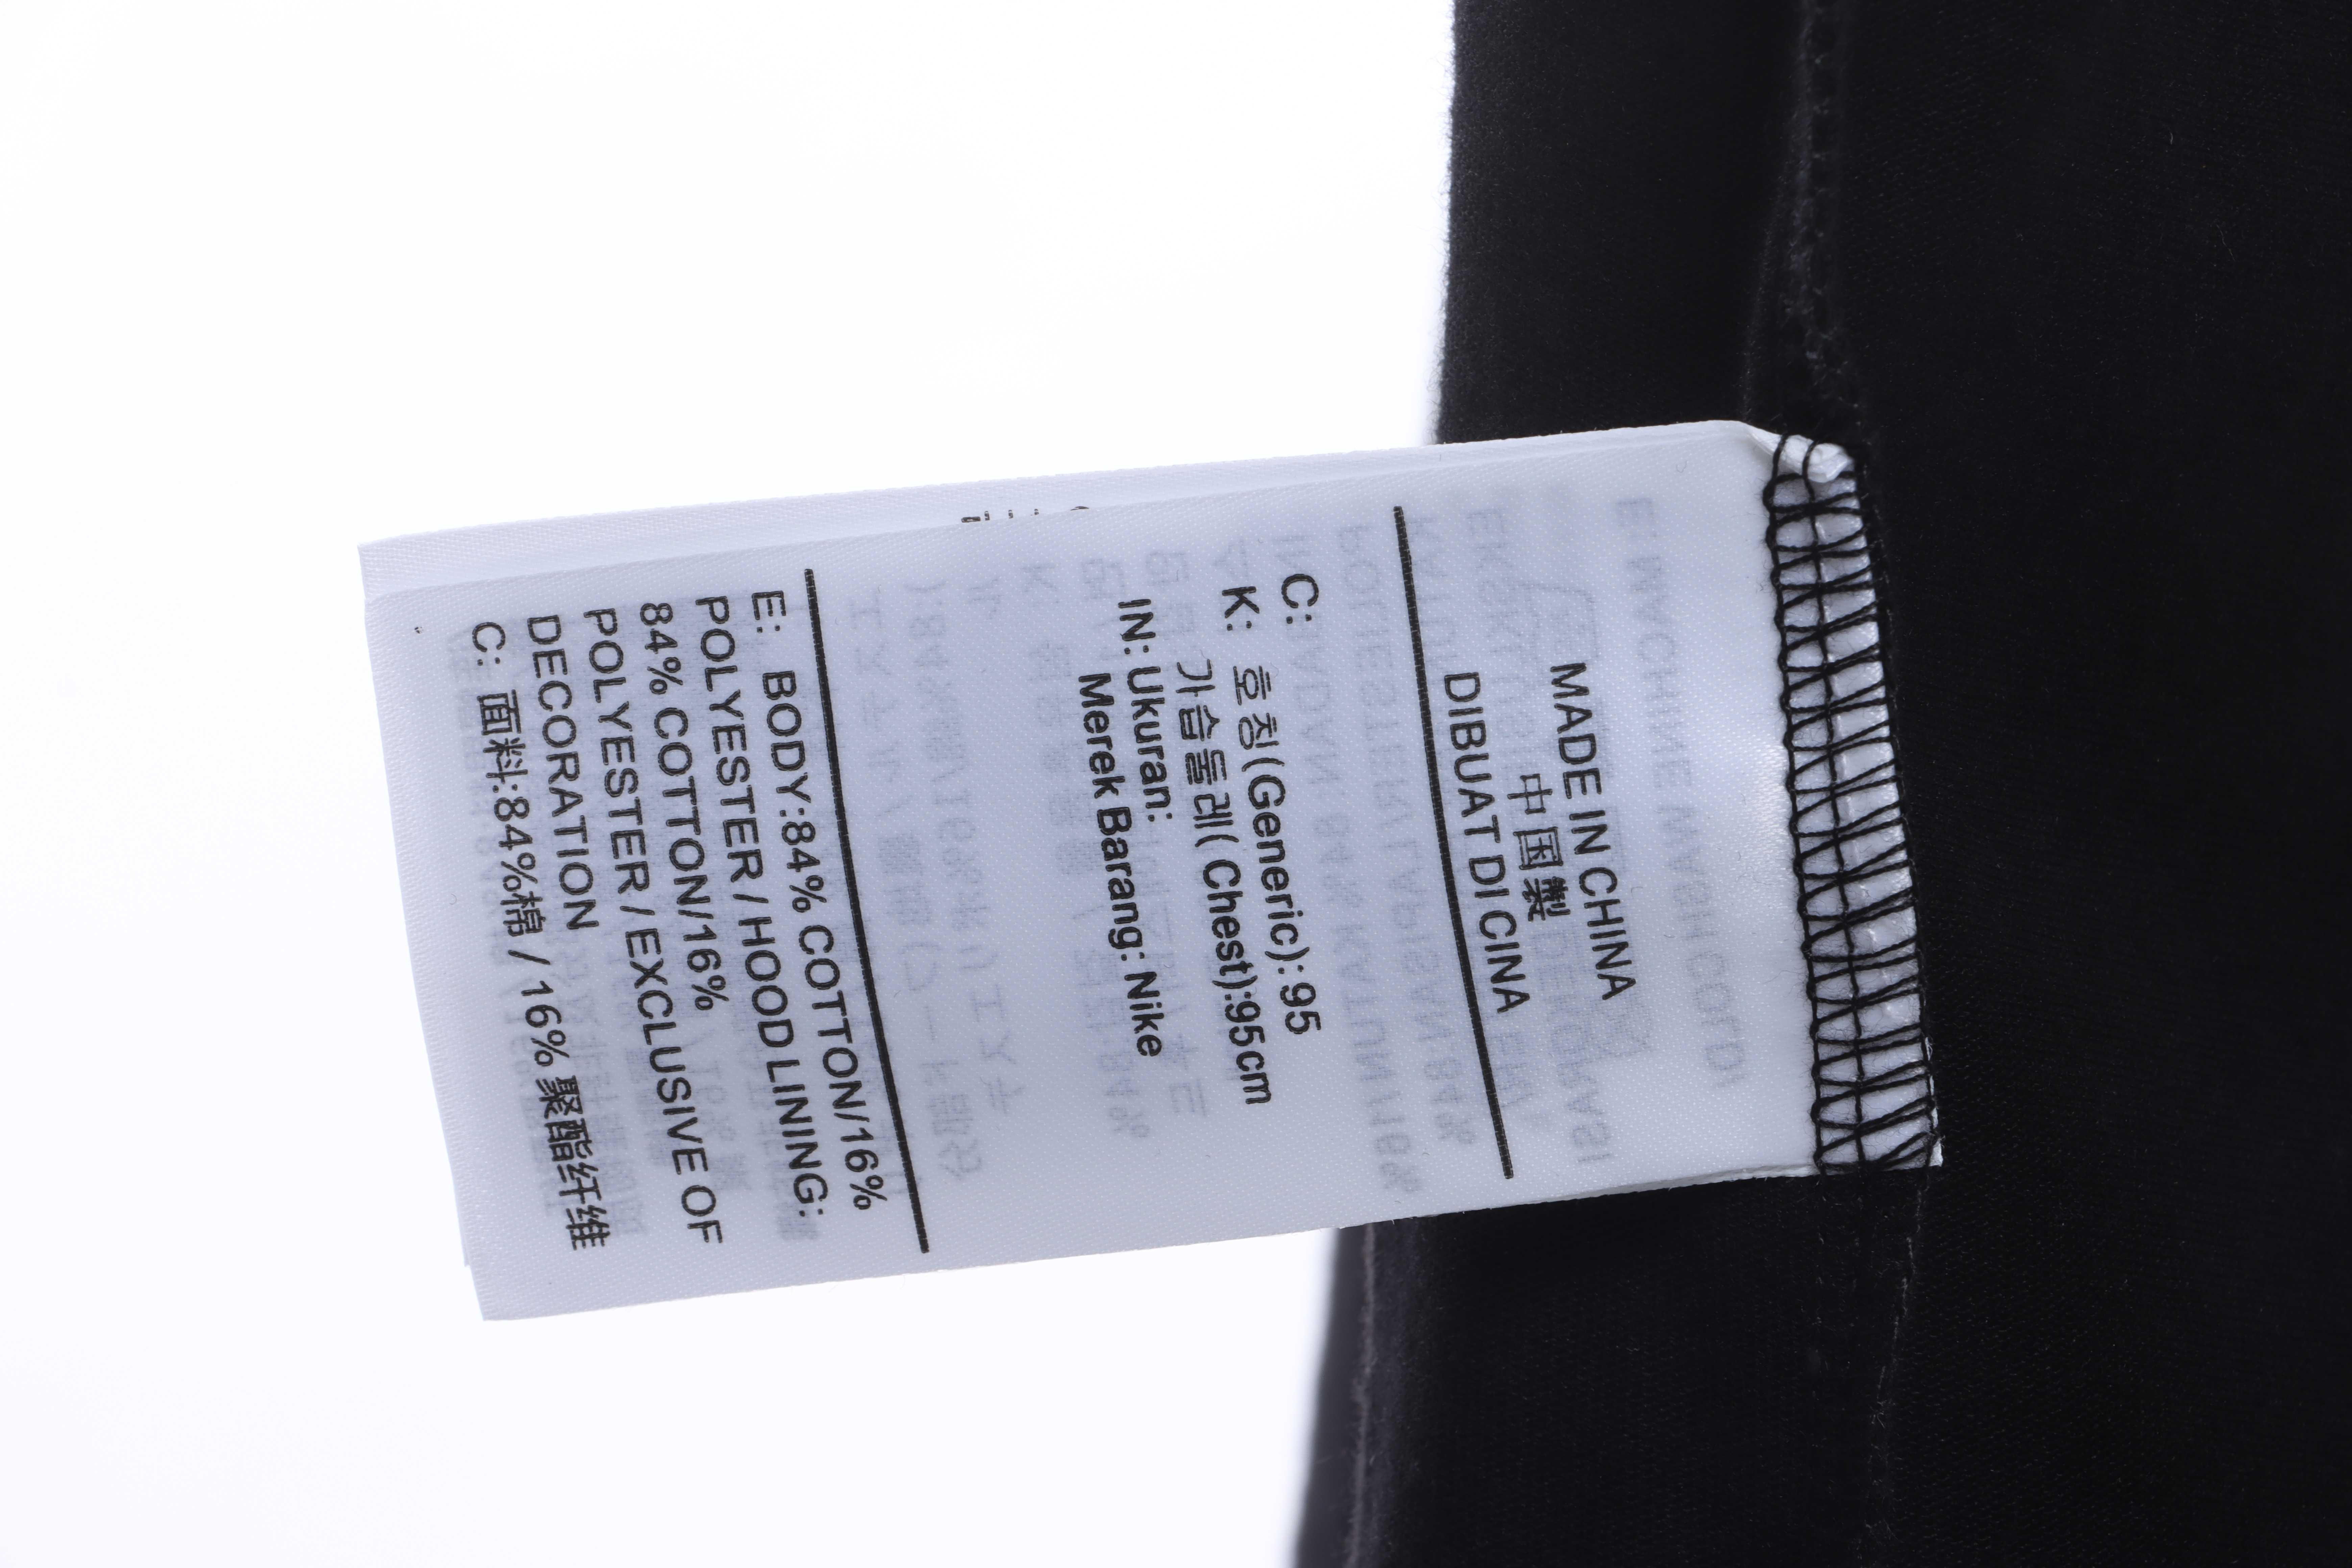 MADE IN CHINA
中国製
DIBUAT DI CINA
C:
K: 호칭(Generic):95
가슴둘레(Chest):95cm
IN: Ukuran:
Merek Barang: Nike
E: BODY:84% COTTON/16%
POLYESTER / HOOD LINING:
84% COTTON/16%
POLYESTER / EXCLUSIVE OF
DECORATION
C: 面料:84%棉 / 16% 聚酯纤维